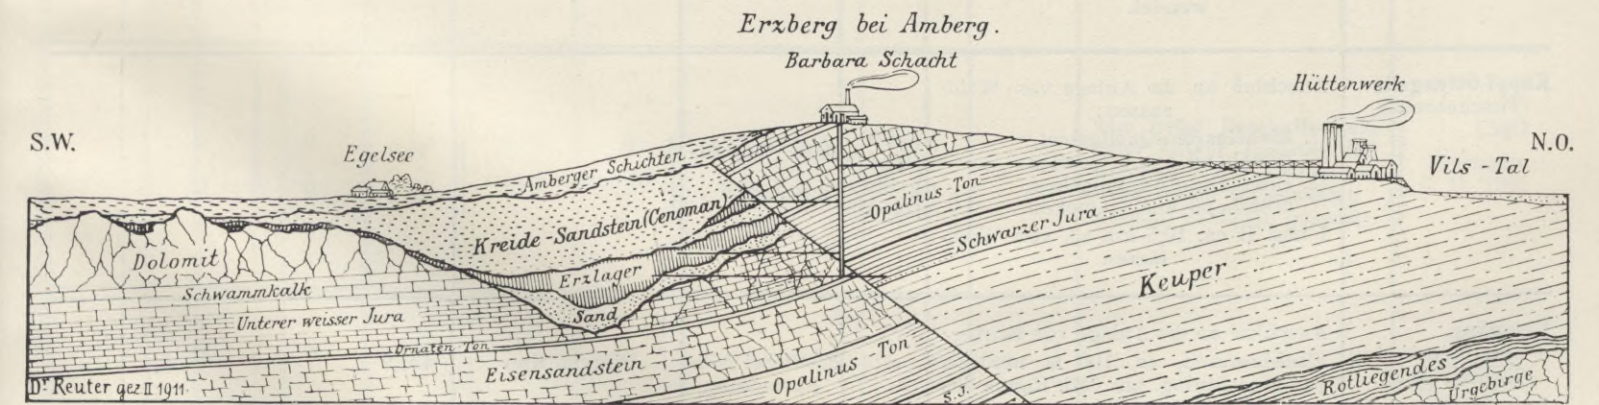 Erzberg bei Amberg.
Barbara Schacht
Hüttenwerk
S.W.
N.O.
Egelsee
Vils - Tal
Amberger Schichten
Opalinus Ton
Kreide-Sandstein (Cenoman)
Schwarzer Jura
Dolomit
Erzlager
Keuper
Schwammkalk
Sand
Unterer weisser Jura
Ornaten Ton
Eisensandstein
Opalinus - Ton
Rotliegendes
Urgebirge
Dr Reuter gez II 1911.
S. J.